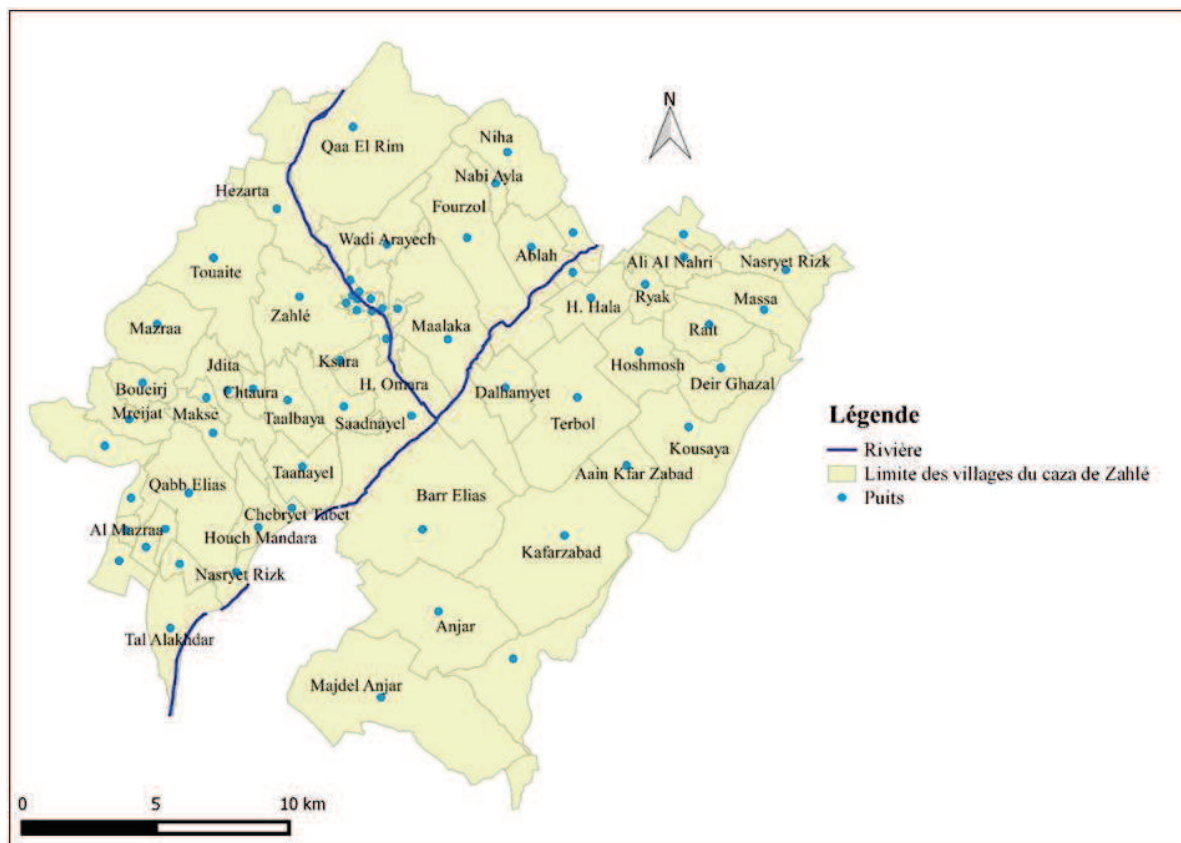 N
Qaa El Rim
Niha
Nabi Ayla
Hezarta
Fourzol
Wadi Arayech
Ablah
Ali Al Nahri
Nasryet Rizk
Touaite
H. Hala
Ryak
Massa
Zahlé
Mazraa
Maalaka
Rait
Ksara
Hoshmosh
Jdita
Deir Ghazal
Boueirj
Chtaura
H. Omara
Dalhamyet
Mreijat
Makse
Taalbaya
Saadnayel
Terbol
Kousaya
Taanayel
Aain Kfar Zabad
Qabb Elias
Barr Elias
Chebryet Tabet
Al Mazraa
Houch Mandara
Kafarzabad
Nasryet Rizk
Anjar
Tal Alakhdar
Majdel Anjar
Légende
Rivière
Limite des villages du caza de Zahlé
Puits
0 5 10 km